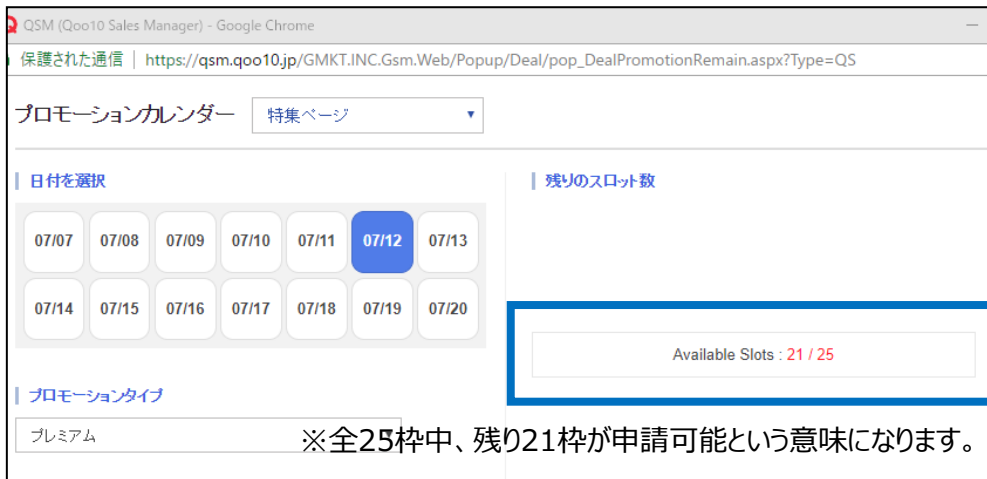 QSM (Qoo10 Sales Manager) - Google Chrome
保護された通信 | https://qsm.qoo10.jp/GMKT.INC.Gsm.Web/Popup/Deal/pop_DealPromotionRemain.aspx?Type=QS
プロモーションカレンダー 特集ページ
日付を選択
07/07 07/08 07/09 07/10 07/11 07/12 07/13
07/14 07/15 07/16 07/17 07/18 07/19 07/20
残りのスロット数
Available Slots : 21 / 25
プロモーションタイプ
プレミアム
※全25枠中、残り21枠が申請可能という意味になります。